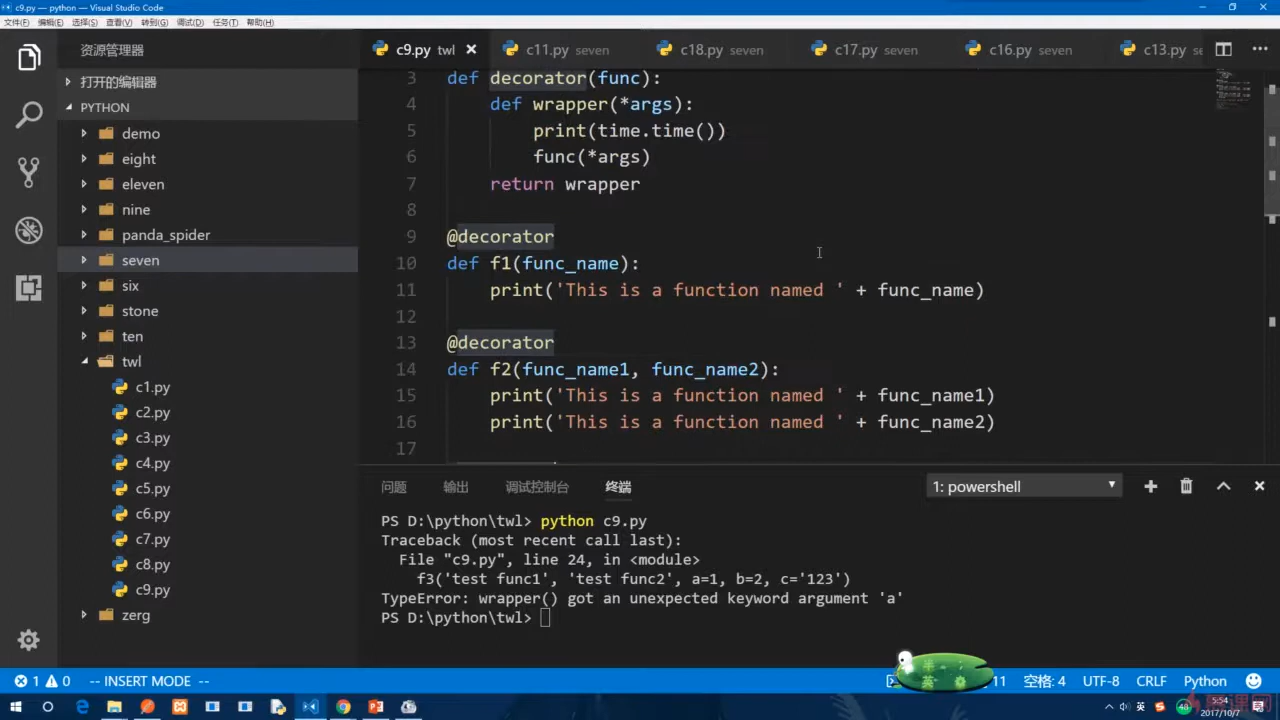 c9.py — python — Visual Studio Code
文件(F) 编辑(E) 选择(S) 查看(V) 转到(G) 调试(D) 任务(T) 帮助(H)
资源管理器
c9.py twl
c11.py seven
c18.py seven
c17.py seven
c16.py seven
c13.py se
打开的编辑器
PYTHON
demo
eight
eleven
nine
panda_spider
seven
six
stone
ten
twl
c1.py
c2.py
c3.py
c4.py
c5.py
c6.py
c7.py
c8.py
c9.py
zerg
3 def decorator(func):
4 def wrapper(*args):
5 print(time.time())
6 func(*args)
7 return wrapper
8
9 @decorator
10 def f1(func_name):
11 print('This is a function named ' + func_name)
12
13 @decorator
14 def f2(func_name1, func_name2):
15 print('This is a function named ' + func_name1)
16 print('This is a function named ' + func_name2)
17
问题 输出 调试控制台 终端 1: powershell
PS D:\python\twl> python c9.py
Traceback (most recent call last):
File "c9.py", line 24, in <module>
f3('test func1', 'test func2', a=1, b=2, c='123')
TypeError: wrapper() got an unexpected keyword argument 'a'
PS D:\python\twl>
1 0 -- INSERT MODE -- 11 空格: 4 UTF-8 CRLF Python
半
英
英 48 5:54
2017/10/7